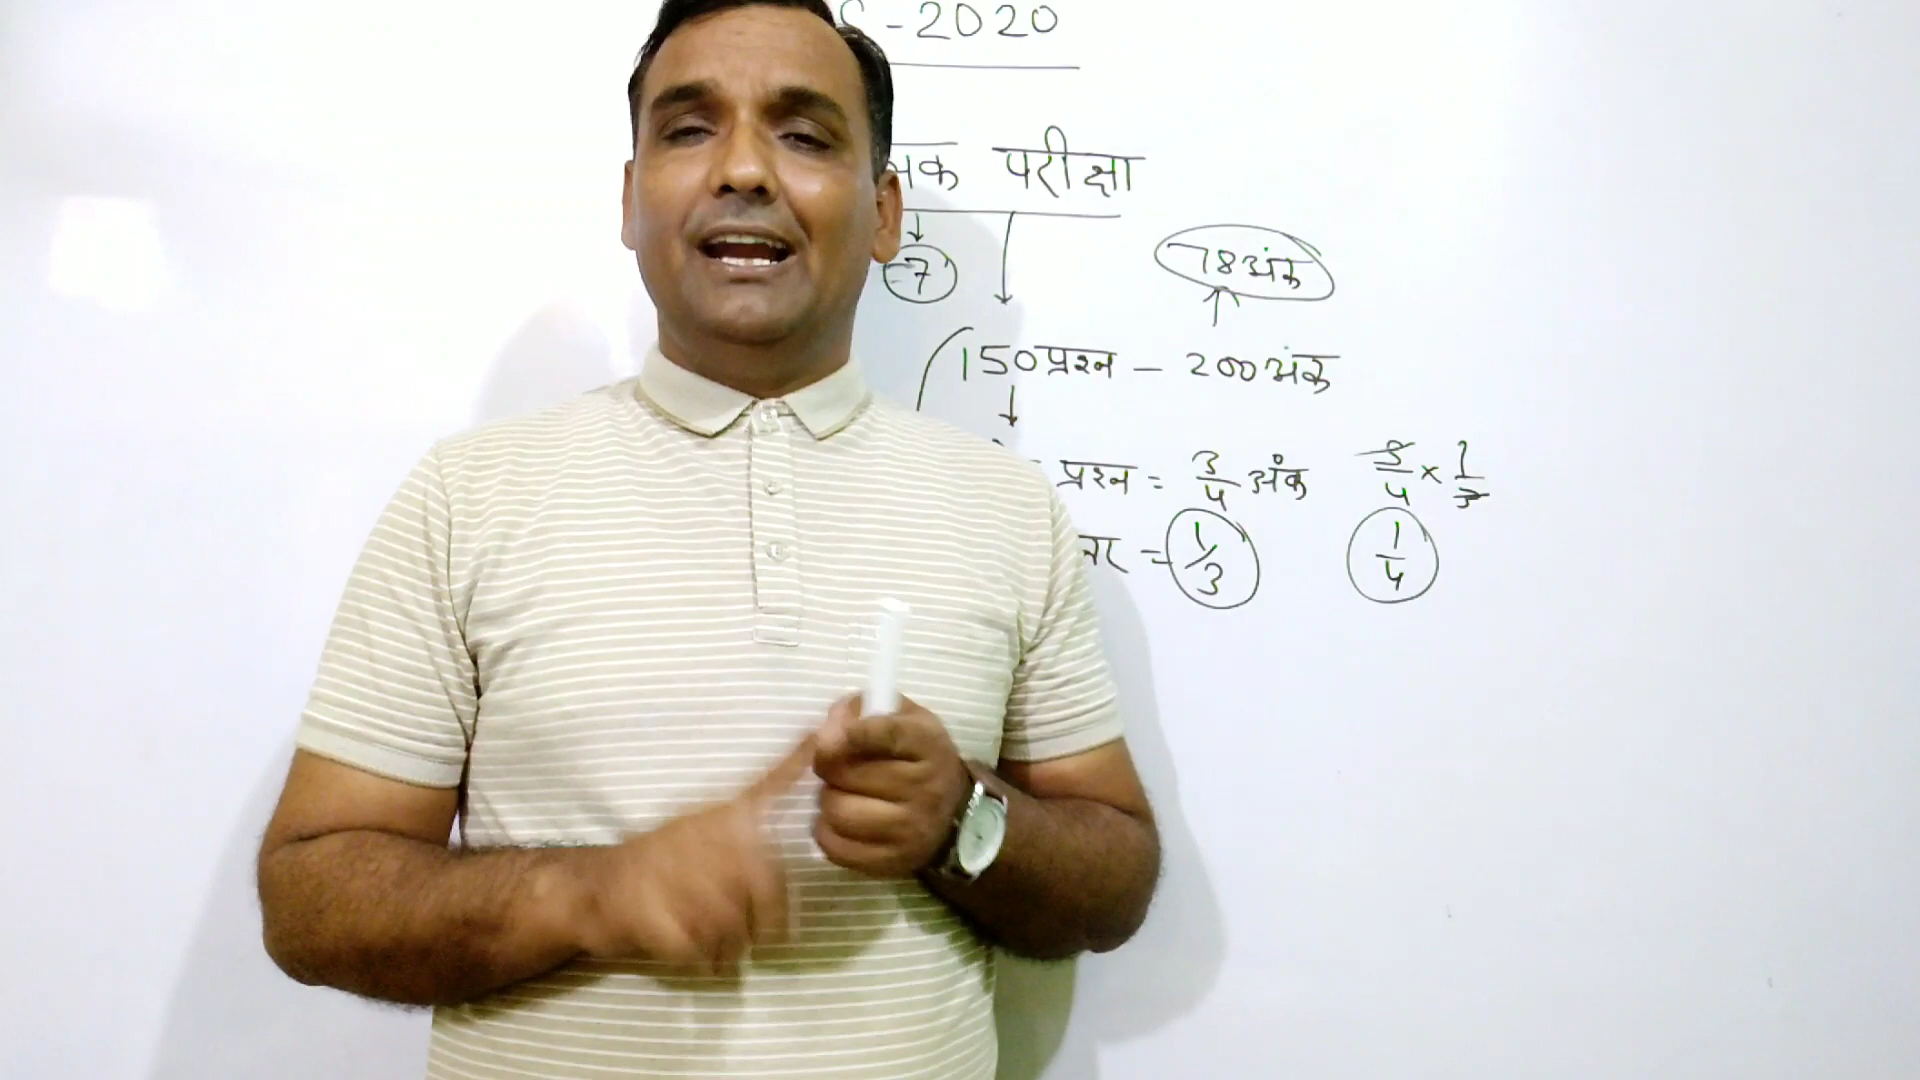 - 2020
परीक्षा
7
78 अंक
150 प्रश्न - 200 अंक
प्रश्न = 3/4 अंक 3/4 × 1/3
= 1/3 1/4